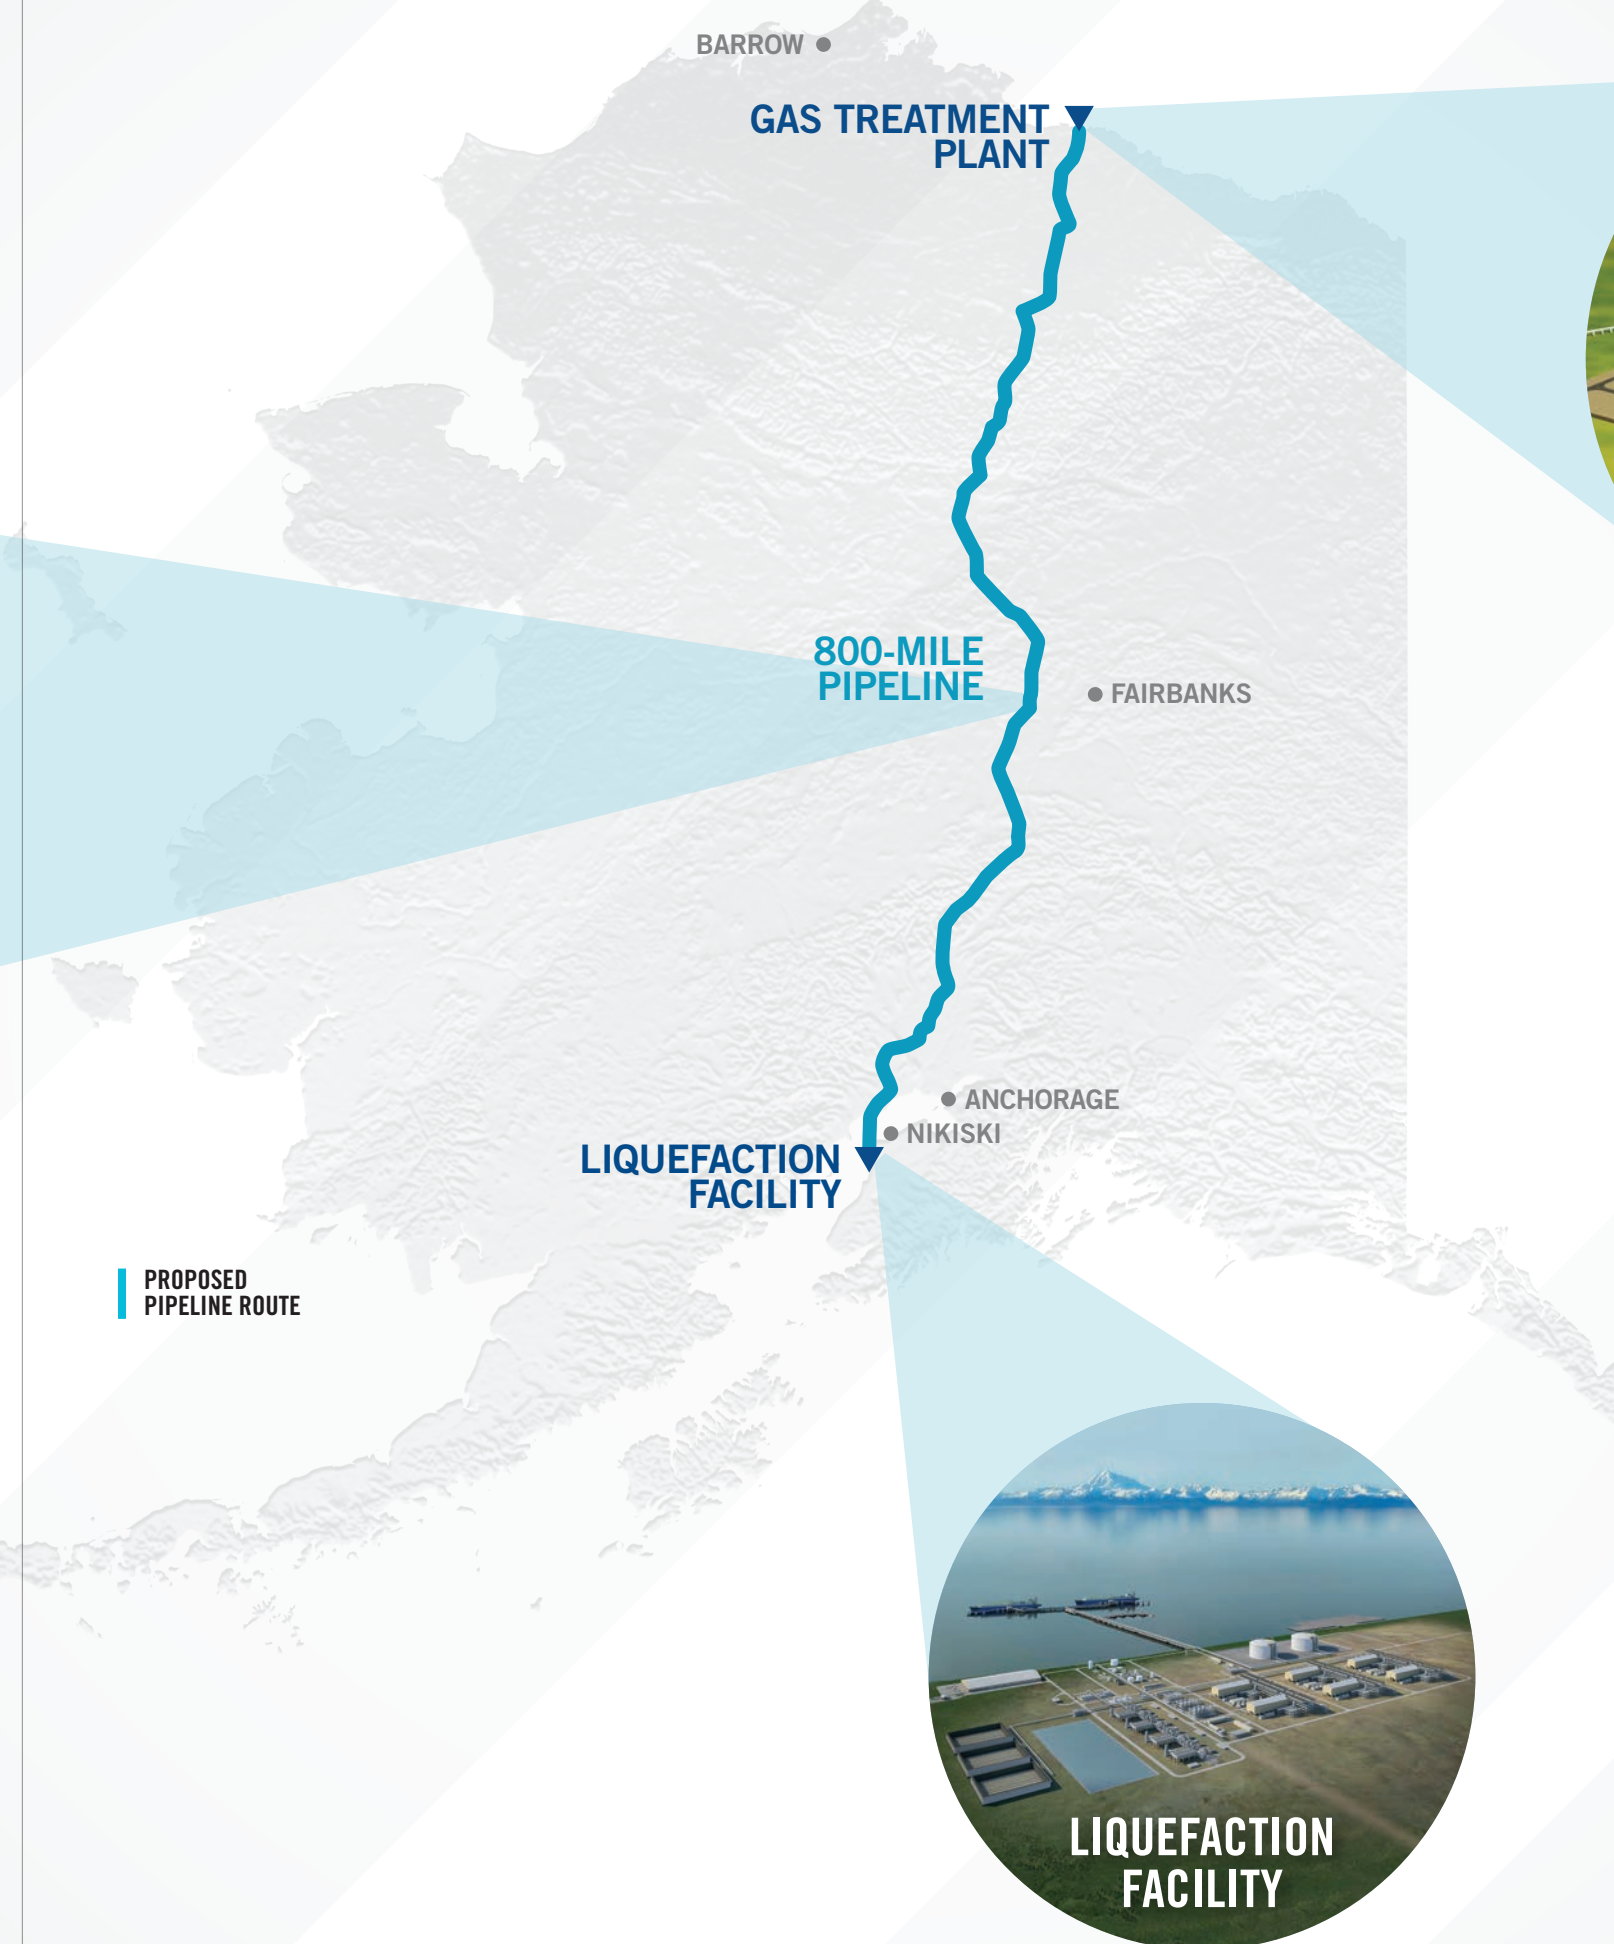 BARROW
GAS TREATMENT
PLANT
800-MILE
PIPELINE
FAIRBANKS
ANCHORAGE
NIKISKI
LIQUEFACTION
FACILITY
PROPOSED
PIPELINE ROUTE
LIQUEFACTION
FACILITY